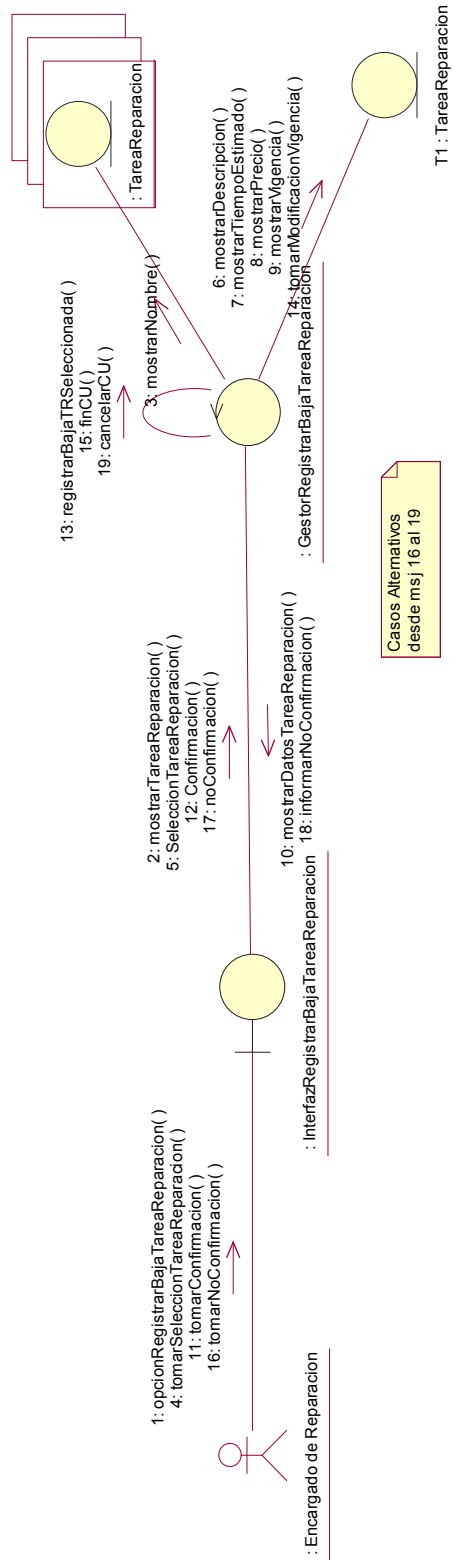 1: opcionRegistrarBajaTareaReparacion( )
4: tomarSeleccionTareaReparacion( )
11: tomarConfirmacion( )
16: tomarNoConfirmacion( )
: Encargado de Reparacion
2: mostrarTareaReparacion( )
5: SeleccionTareaReparacion( )
12: Confirmacion( )
17: noConfirmacion( )
10: mostrarDatosTareaReparacion( )
18: informarNoConfirmacion( )
: InterfazRegistrarBajaTareaReparacion
13: registrarBajaTRSeleccionada( )
15: finCU( )
19: cancelarCU( )
3: mostrarNombre( )
: TareaReparacion
6: mostrarDescripcion( )
7: mostrarTiempoEstimado( )
8: mostrarPrecio( )
9: mostrarVigencia( )
14: tomarModificacionVigencia( )
: GestorRegistrarBajaTareaReparacion
T1 : TareaReparacion
Casos Alternativos
desde msj 16 al 19